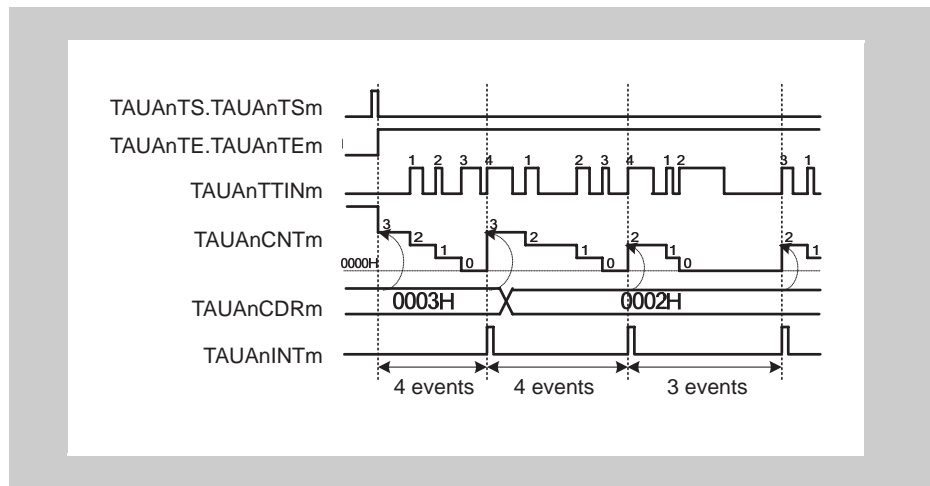 TAUAnTS.TAUAnTSm
TAUAnTE.TAUAnTEm
TAUAnTTINm
1 2 3 4 1 2 3 4 1 2 3 1
TAUAnCNTm
3 2 1 0 3 2 1 0 2 1 0 2 1
0000H
TAUAnCDRm
0003H 0002H
TAUAnINTm
4 events 4 events 3 events